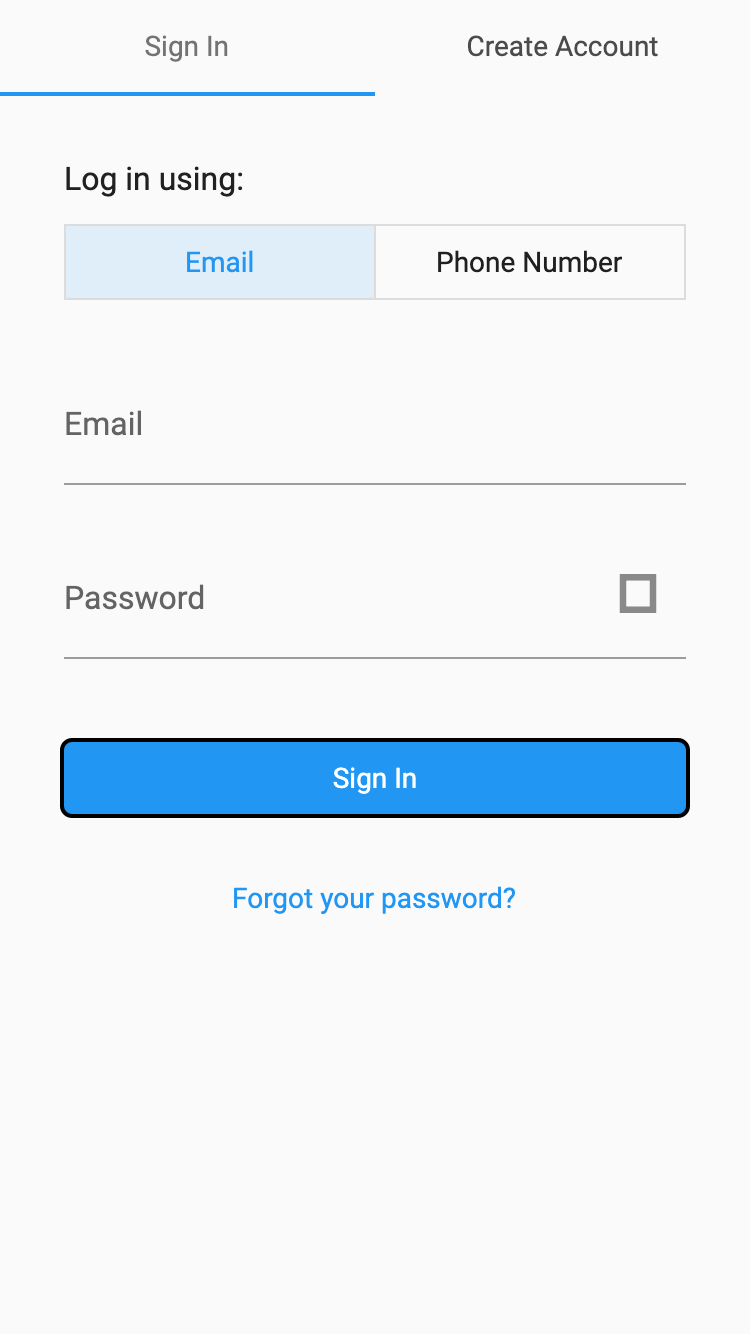 Sign In
Create Account
Log in using:
Email
Phone Number
Email
Password
Sign In
Forgot your password?